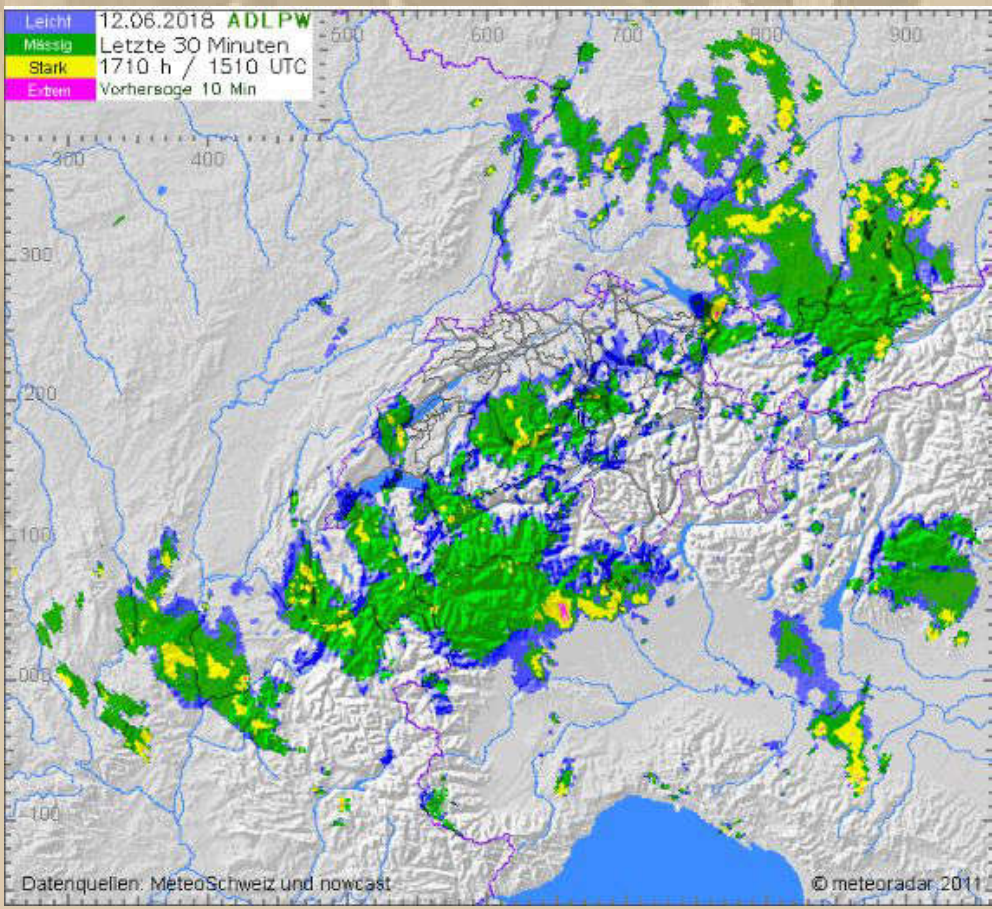 Leicht 12.06.2018 ADLPW
Mässig Letzte 30 Minuten
Stark 1710 h / 1510 UTC
Extrem Vorhersage 10 Min
500 600 700 800 900
300 400
300
200
100
000
-100
Datenquellen: MeteoSchweiz und nowcast
© meteoradar 2011